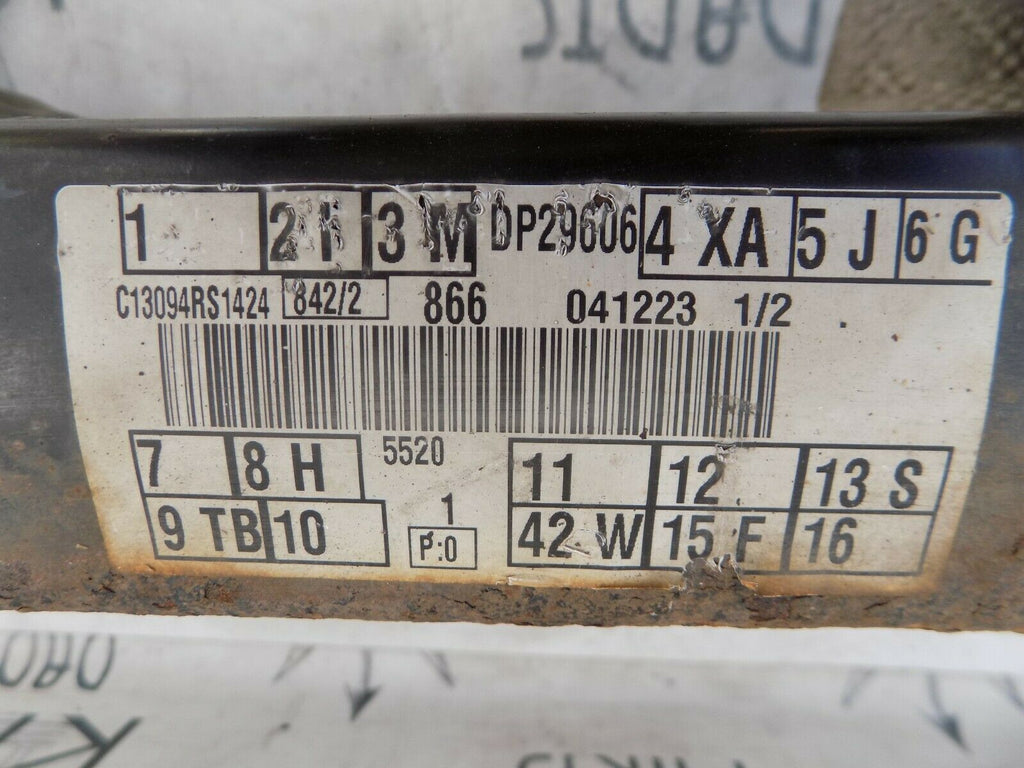 1 2 I 3 M DP29606 4 XA 5 J 6 G
C13094RS1424 842/2 866 041223 1/2
7 8 H 5520 11 12 13 S
9 TB 10 1 P:0 42 W 15 F 16